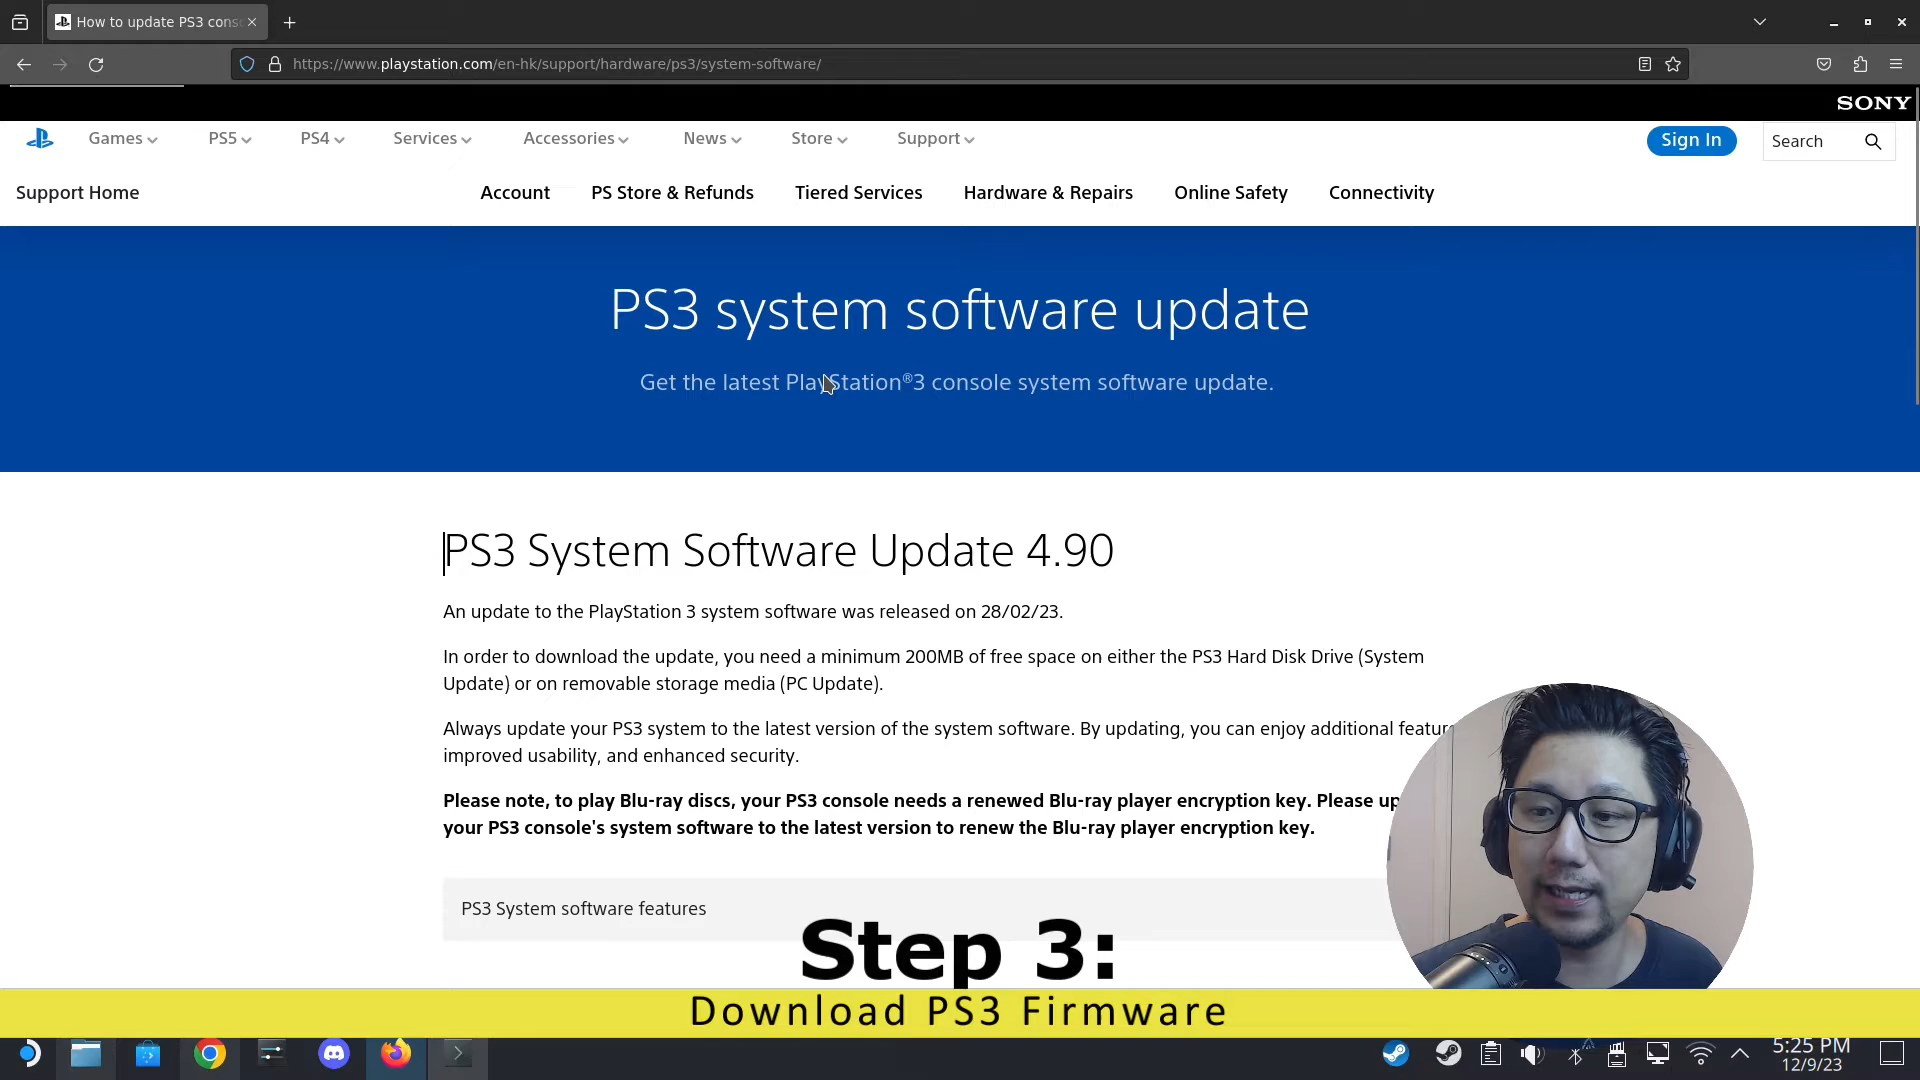 How to update PS3 cons
https://www.playstation.com/en-hk/support/hardware/ps3/system-software/
SONY
Games PS5 PS4 Services Accessories News Store Support
Sign In
Search
Support Home
Account PS Store & Refunds Tiered Services Hardware & Repairs Online Safety Connectivity
PS3 system software update
Get the latest PlayStation®3 console system software update.
PS3 System Software Update 4.90
An update to the PlayStation 3 system software was released on 28/02/23.
In order to download the update, you need a minimum 200MB of free space on either the PS3 Hard Disk Drive (System
Update) or on removable storage media (PC Update).
Always update your PS3 system to the latest version of the system software. By updating, you can enjoy additional featur
improved usability, and enhanced security.
Please note, to play Blu-ray discs, your PS3 console needs a renewed Blu-ray player encryption key. Please up
your PS3 console's system software to the latest version to renew the Blu-ray player encryption key.
PS3 System software features
Step 3:
Download PS3 Firmware
5:25 PM
12/9/23